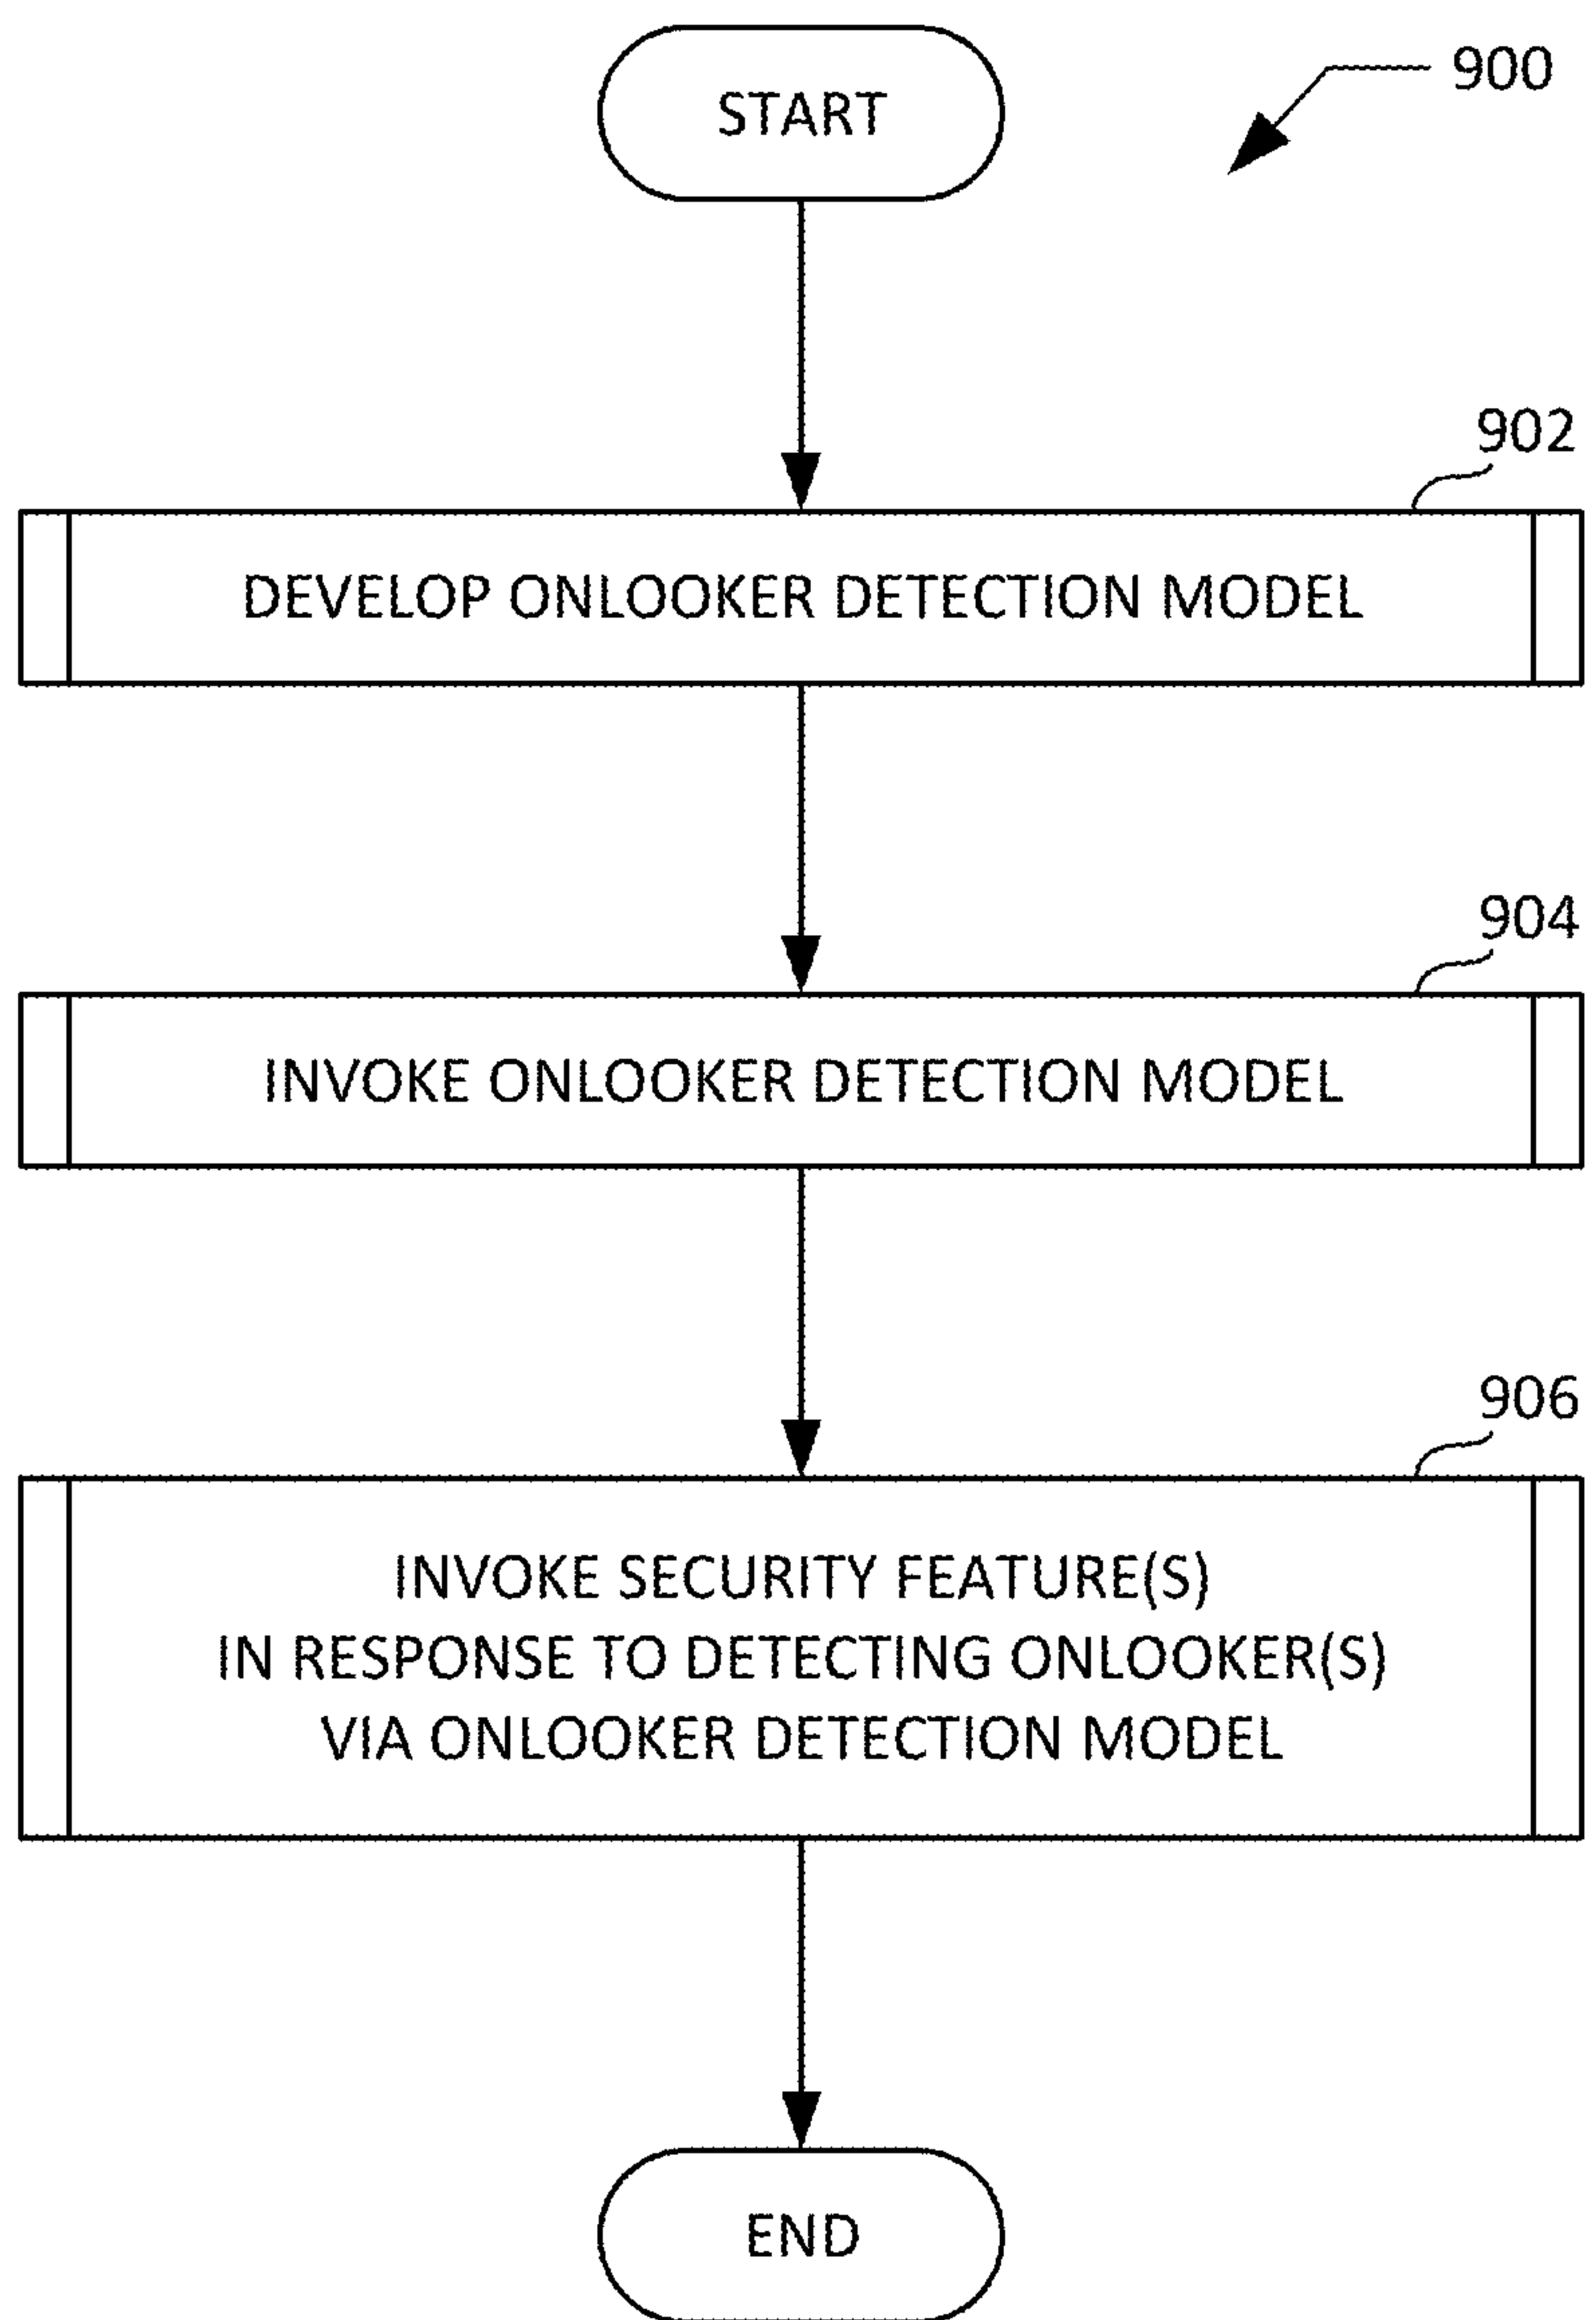 START
900
902
DEVELOP ONLOOKER DETECTION MODEL
904
INVOKE ONLOOKER DETECTION MODEL
906
INVOKE SECURITY FEATURE(S)
IN RESPONSE TO DETECTING ONLOOKER(S)
VIA ONLOOKER DETECTION MODEL
END